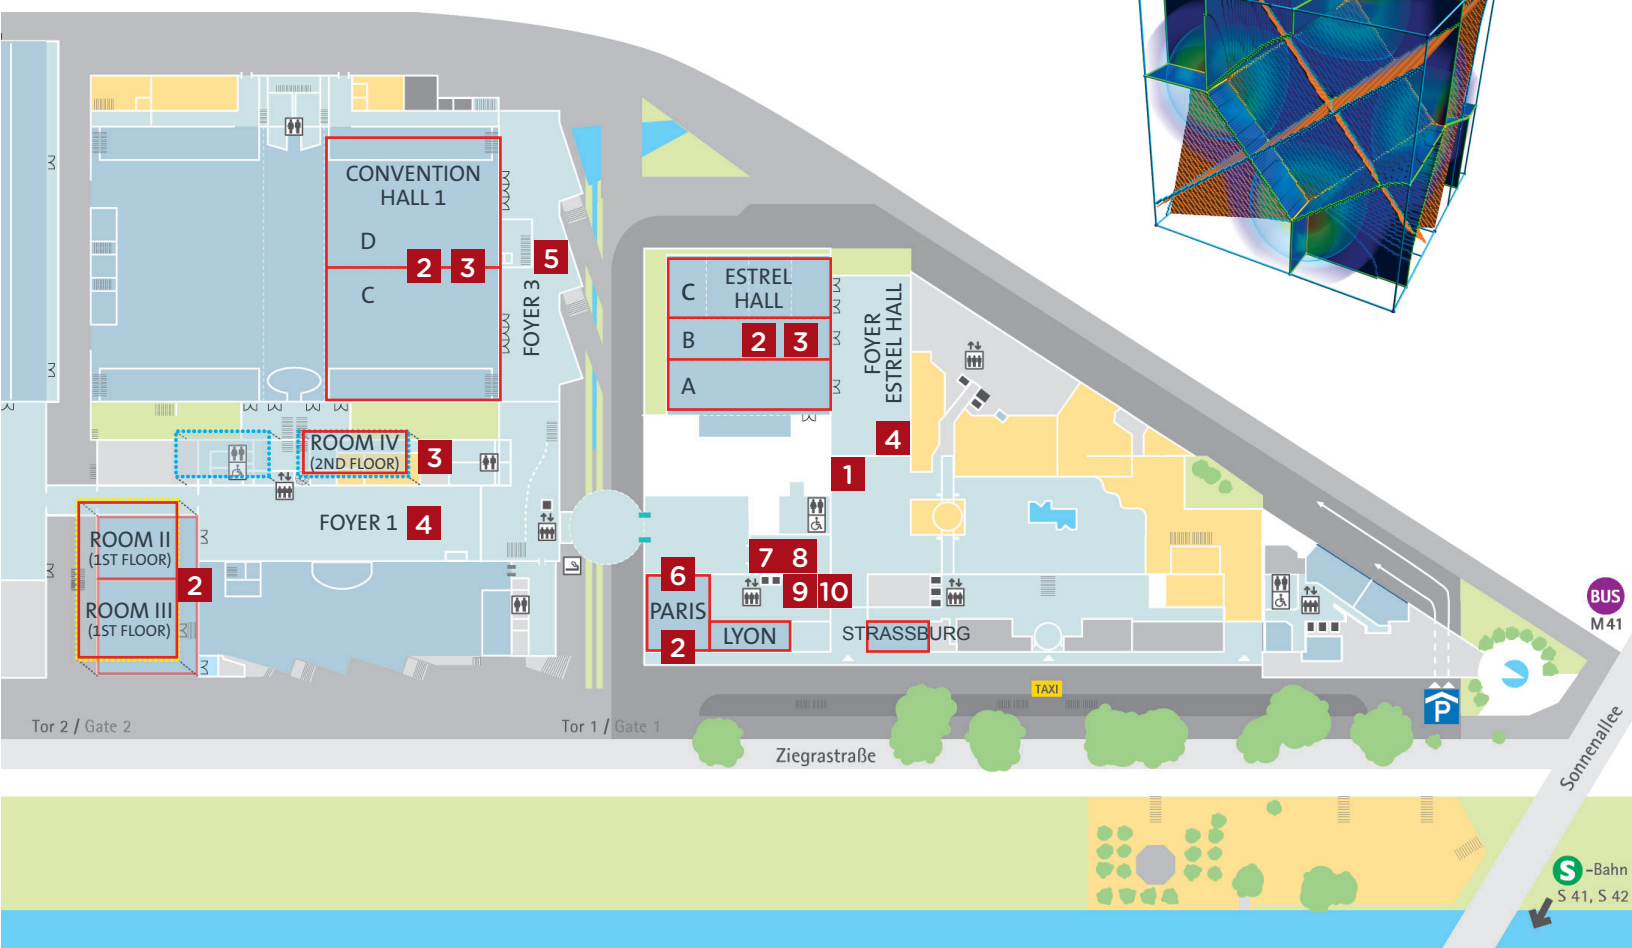 CONVENTION
HALL 1
D
2
3
5
C
FOYER 3
C
ESTREL
HALL
B
2
3
A
FOYER
ESTREL HALL
4
1
ROOM IV
(2ND FLOOR)
3
FOYER 1
4
ROOM II
(1ST FLOOR)
2
ROOM III
(1ST FLOOR)
7
8
6
9
10
PARIS
2
LYON
STRASSBURG
BUS
M 41
TAXI
P
Tor 2 / Gate 2
Tor 1 / Gate 1
Ziegrastraße
Sonnenallee
S -Bahn
S 41, S 42